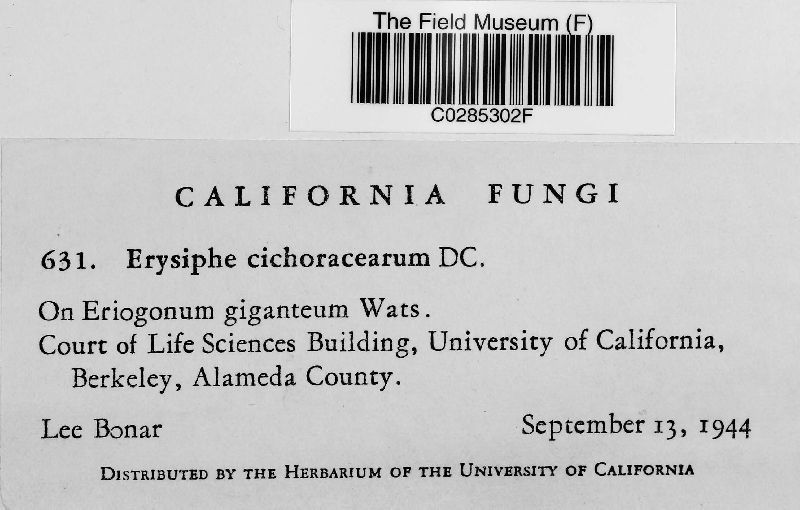 The Field Museum (F)
C0285302F
CALIFORNIA FUNGI
631. Erysiphe cichoracearum DC.
On Eriogonum giganteum Wats.
Court of Life Sciences Building, University of California,
Berkeley, Alameda County.
Lee Bonar September 13, 1944
DISTRIBUTED BY THE HERBARIUM OF THE UNIVERSITY OF CALIFORNIA